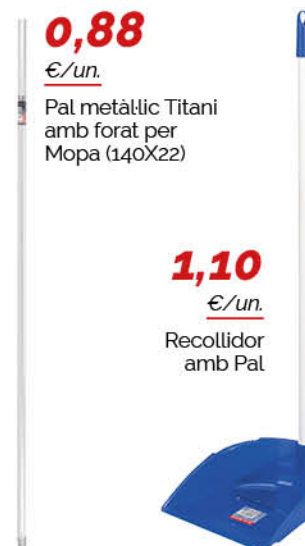 0,88
€/un.
Pal metàl·lic Titani
amb forat per
Mopa (140X22)
1,10
€/un.
Recollidor
amb Pal